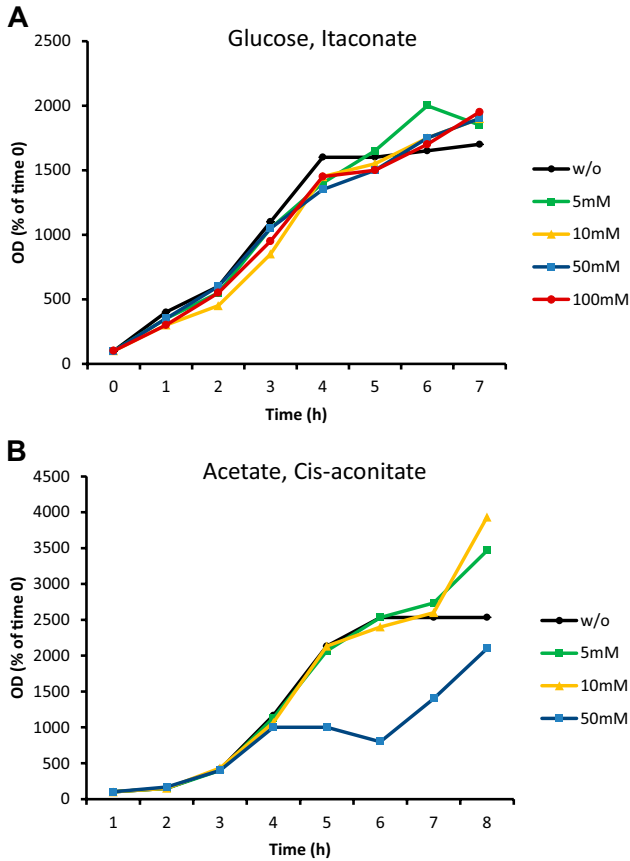 A
Glucose, Itaconate
2500
2000
1500
1000
500
0
OD (% of time 0)
0 1 2 3 4 5 6 7
Time (h)
w/o
5mM
10mM
50mM
100mM
B
Acetate, Cis-aconitate
4500
4000
3500
3000
2500
2000
1500
1000
500
0
OD (% of time 0)
1 2 3 4 5 6 7 8
Time (h)
w/o
5mM
10mM
50mM